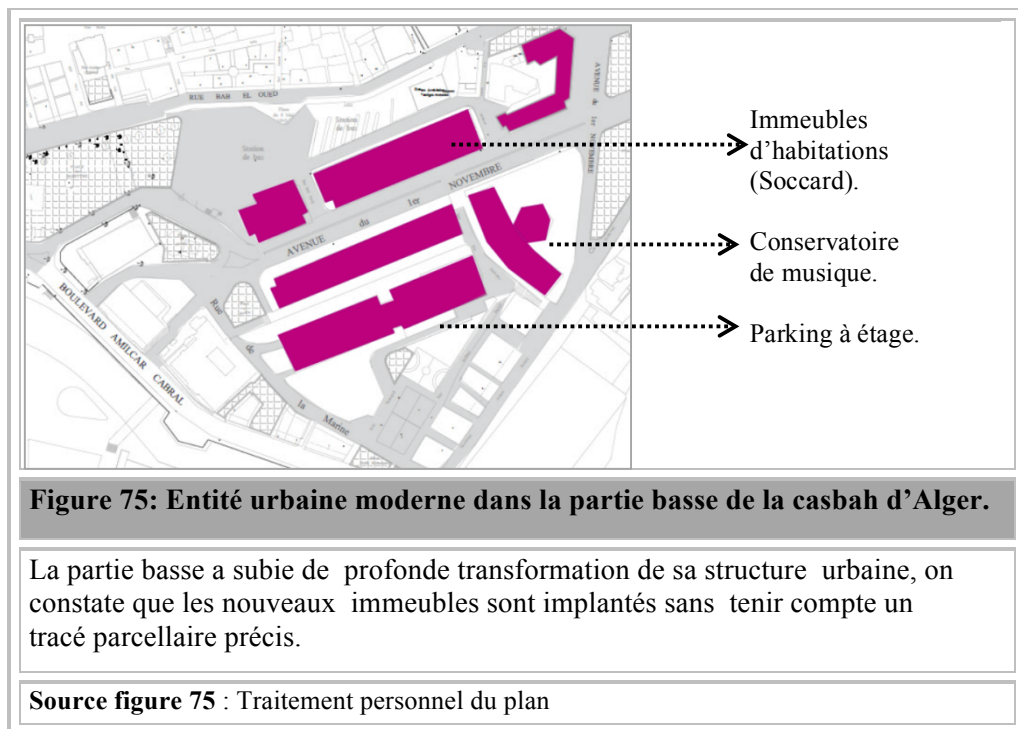 RUE BAB EL OUED
Station
de bus
Station
de bus
AVENUE du 1er NOVEMBRE
AVENUE de 1er NOVEMBRE
Rue de la Marine
BOULEVARD AMILCAR CABRAL
Immeubles
d’habitations
(Soccard).
Conservatoire
de musique.
Parking à étage.
Figure 75: Entité urbaine moderne dans la partie basse de la casbah d’Alger.
La partie basse a subie de profonde transformation de sa structure urbaine, on
constate que les nouveaux immeubles sont implantés sans tenir compte un
tracé parcellaire précis.
Source figure 75 : Traitement personnel du plan